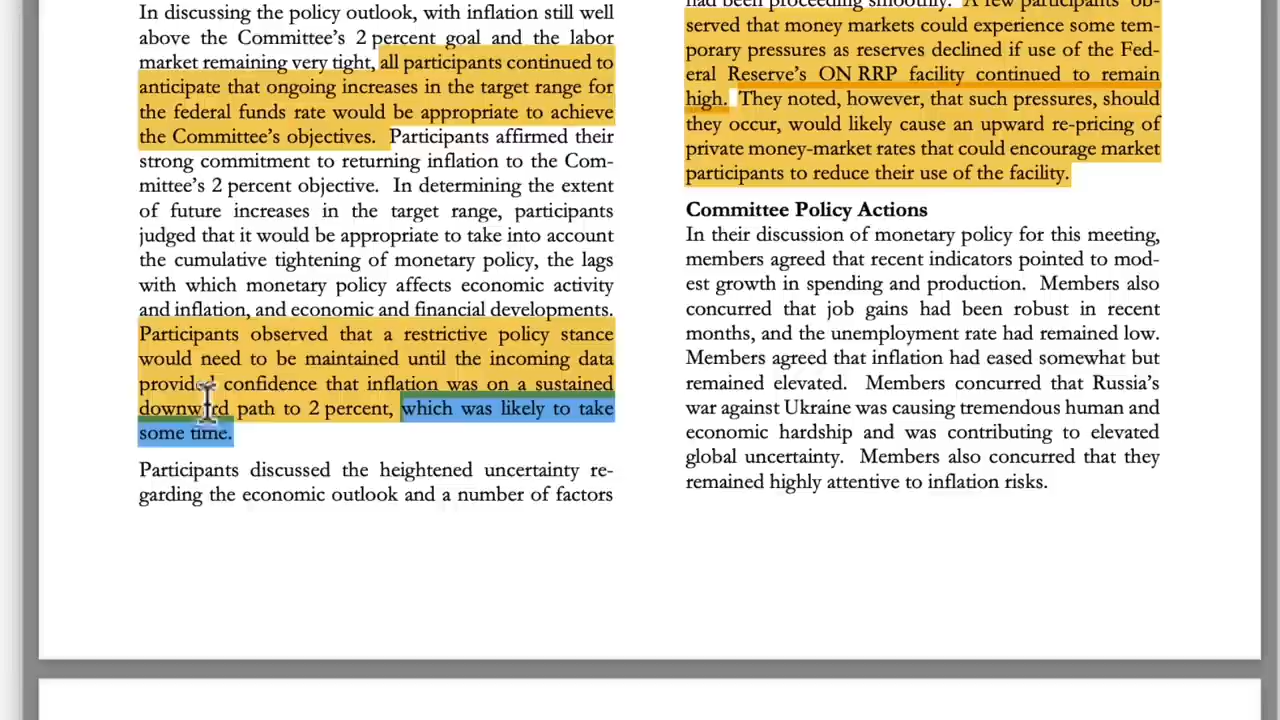 In discussing the policy outlook, with inflation still well
above the Committee's 2 percent goal and the labor
market remaining very tight, all participants continued to
anticipate that ongoing increases in the target range for
the federal funds rate would be appropriate to achieve
the Committee's objectives. Participants affirmed their
strong commitment to returning inflation to the Com-
mittee's 2 percent objective. In determining the extent
of future increases in the target range, participants
judged that it would be appropriate to take into account
the cumulative tightening of monetary policy, the lags
with which monetary policy affects economic activity
and inflation, and economic and financial developments.
Participants observed that a restrictive policy stance
would need to be maintained until the incoming data
provided confidence that inflation was on a sustained
downward path to 2 percent, which was likely to take
some time.
Participants discussed the heightened uncertainty re-
garding the economic outlook and a number of factors
had been proceeding smoothly. A few participants ob-
served that money markets could experience some tem-
porary pressures as reserves declined if use of the Fed-
eral Reserve's ON RRP facility continued to remain
high. They noted, however, that such pressures, should
they occur, would likely cause an upward re-pricing of
private money-market rates that could encourage market
participants to reduce their use of the facility.
Committee Policy Actions
In their discussion of monetary policy for this meeting,
members agreed that recent indicators pointed to mod-
est growth in spending and production. Members also
concurred that job gains had been robust in recent
months, and the unemployment rate had remained low.
Members agreed that inflation had eased somewhat but
remained elevated. Members concurred that Russia's
war against Ukraine was causing tremendous human and
economic hardship and was contributing to elevated
global uncertainty. Members also concurred that they
remained highly attentive to inflation risks.